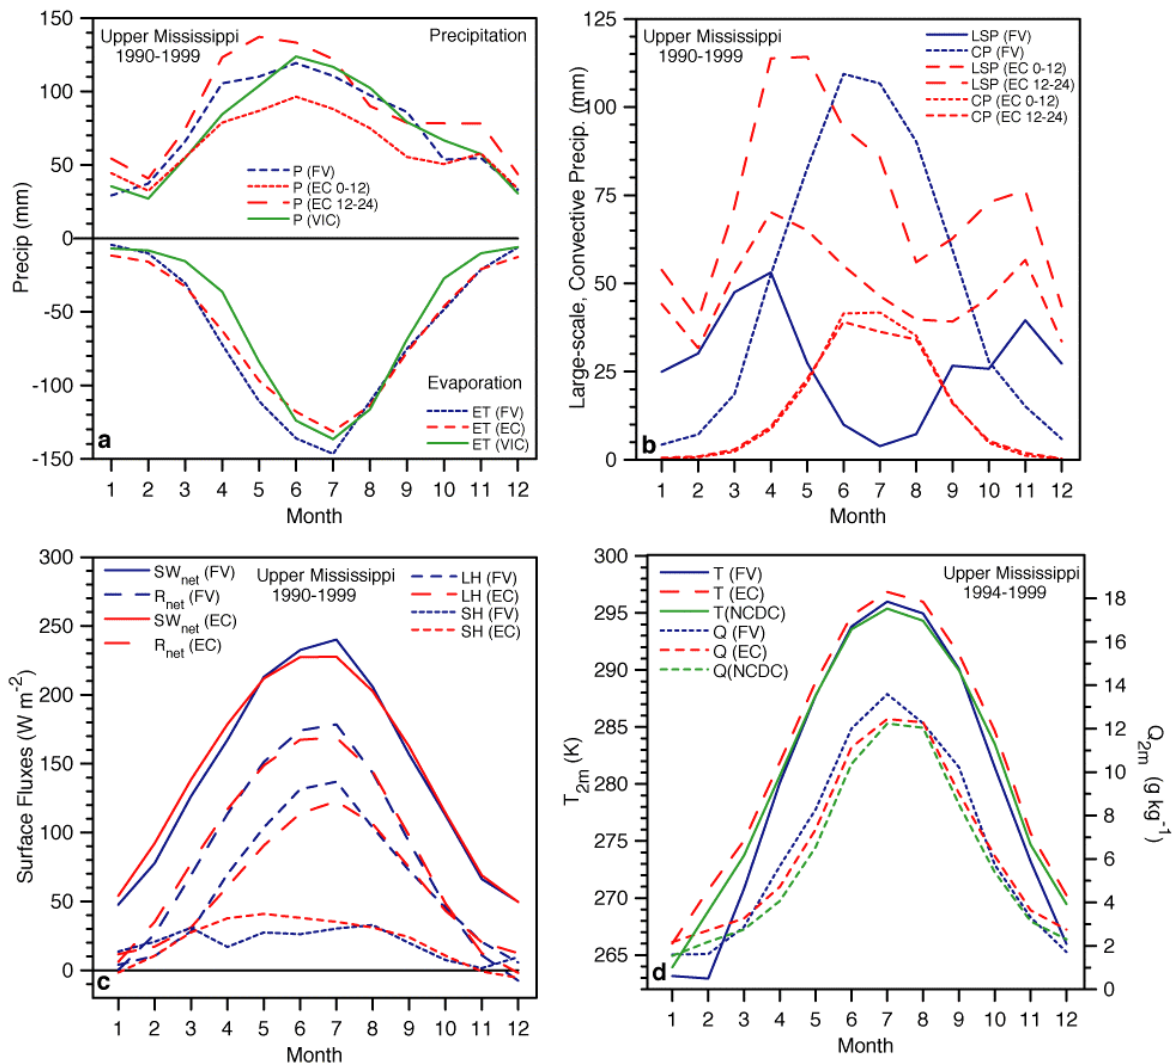 Upper Mississippi
1990-1999
Precipitation
P (FV)
P (EC 0-12)
P (EC 12-24)
P (VIC)
Evaporation
ET (FV)
ET (EC)
ET (VIC)
a
150
100
50
0
-50
-100
-150
Precip (mm)
1 2 3 4 5 6 7 8 9 10 11 12
Month
Upper Mississippi
1990-1999
LSP (FV)
CP (FV)
LSP (EC 0-12)
LSP (EC 12-24)
CP (EC 0-12)
CP (EC 12-24)
b
125
100
75
50
25
0
Large-scale, Convective Precip. (mm)
1 2 3 4 5 6 7 8 9 10 11 12
Month
SWnet (FV)
Rnet (FV)
SWnet (EC)
Rnet (EC)
Upper Mississippi
1990-1999
LH (FV)
LH (EC)
SH (FV)
SH (EC)
c
300
250
200
150
100
50
0
Surface Fluxes (W m-2)
1 2 3 4 5 6 7 8 9 10 11 12
Month
T (FV)
T (EC)
T(NCDC)
Q (FV)
Q (EC)
Q(NCDC)
Upper Mississippi
1994-1999
d
300
295
290
285
280
275
270
265
T2m (K)
18
16
14
12
10
8
6
4
2
0
Q2m (g kg-1)
1 2 3 4 5 6 7 8 9 10 11 12
Month